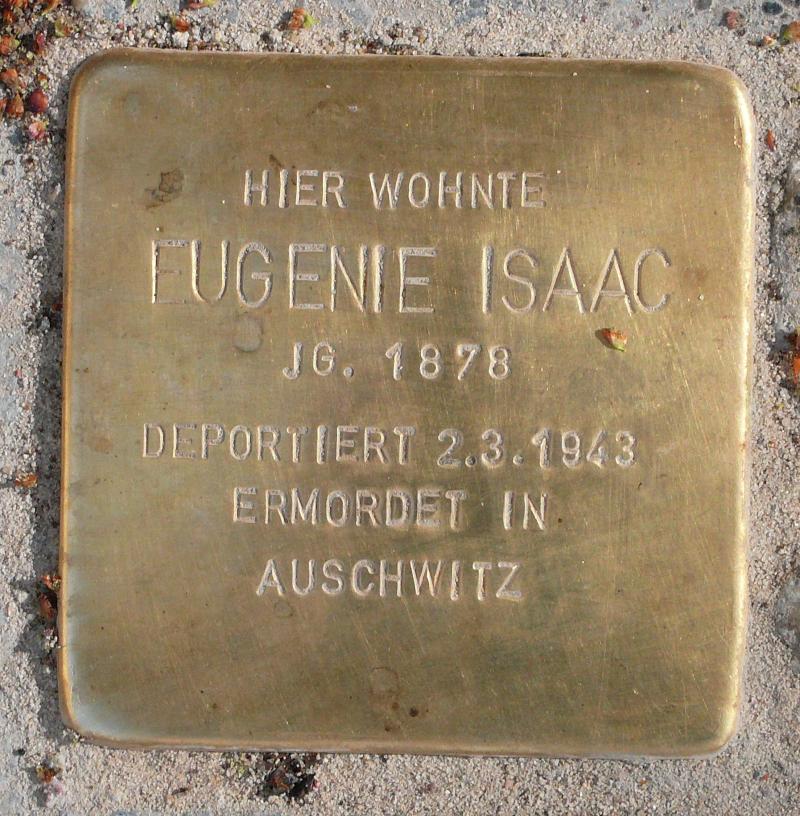 HIER WOHNTE
EUGENIE ISAAC
JG. 1878
DEPORTIERT 2.3.1943
ERMORDET IN
AUSCHWITZ